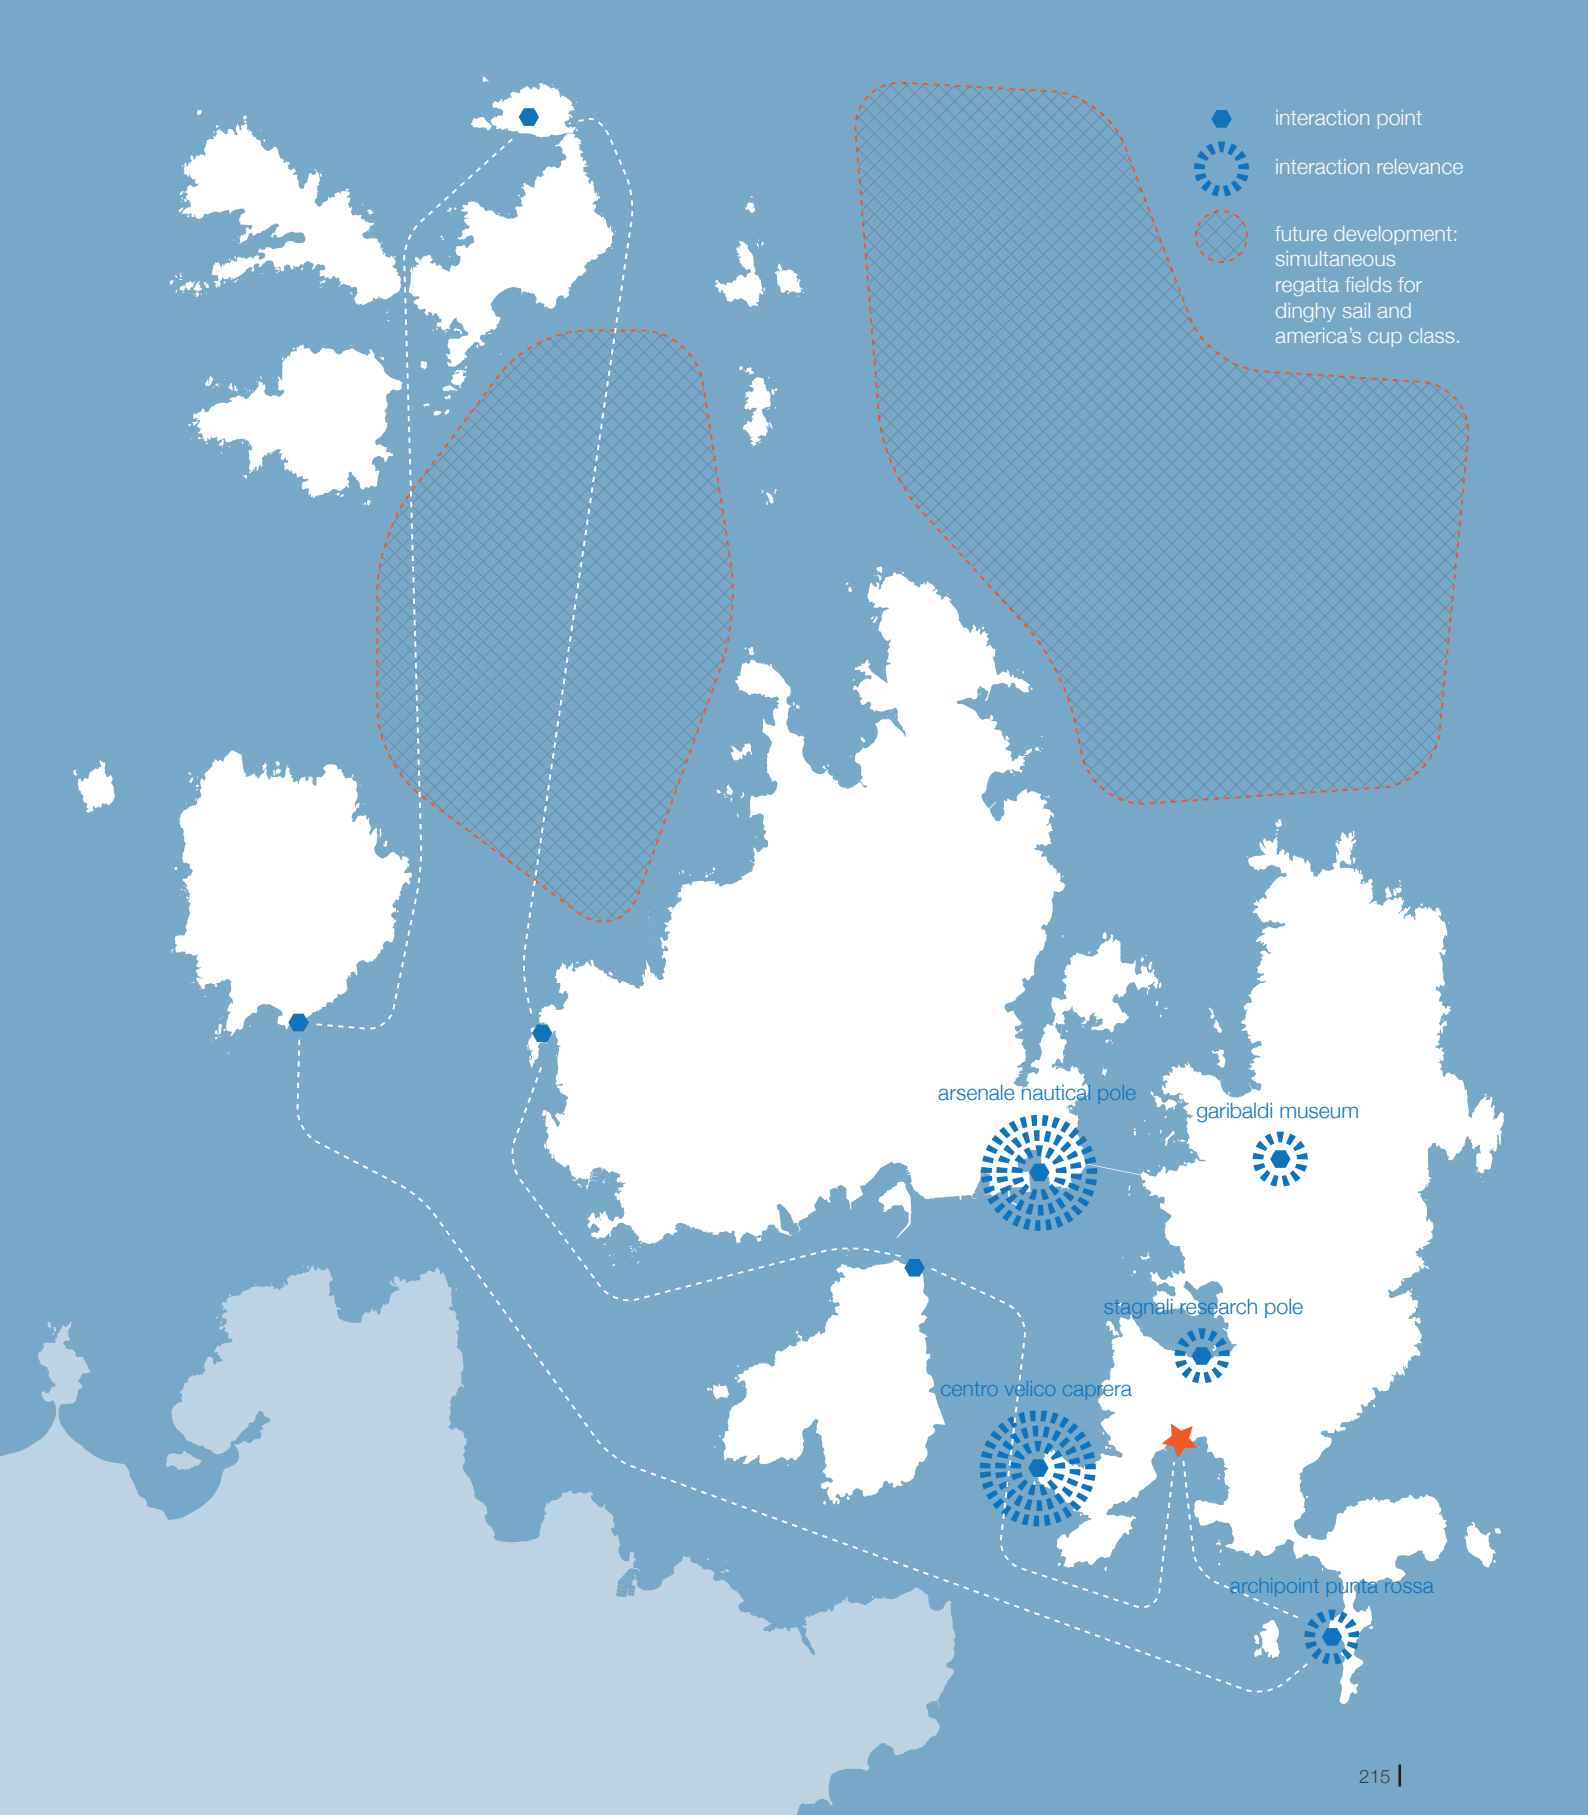 interaction point
interaction relevance
future development:
simultaneous
regatta fields for
dinghy sail and
america's cup class.
arsenale nautical pole
garibaldi museum
stagnali research pole
centro velico caprera
archipoint punta rossa
215